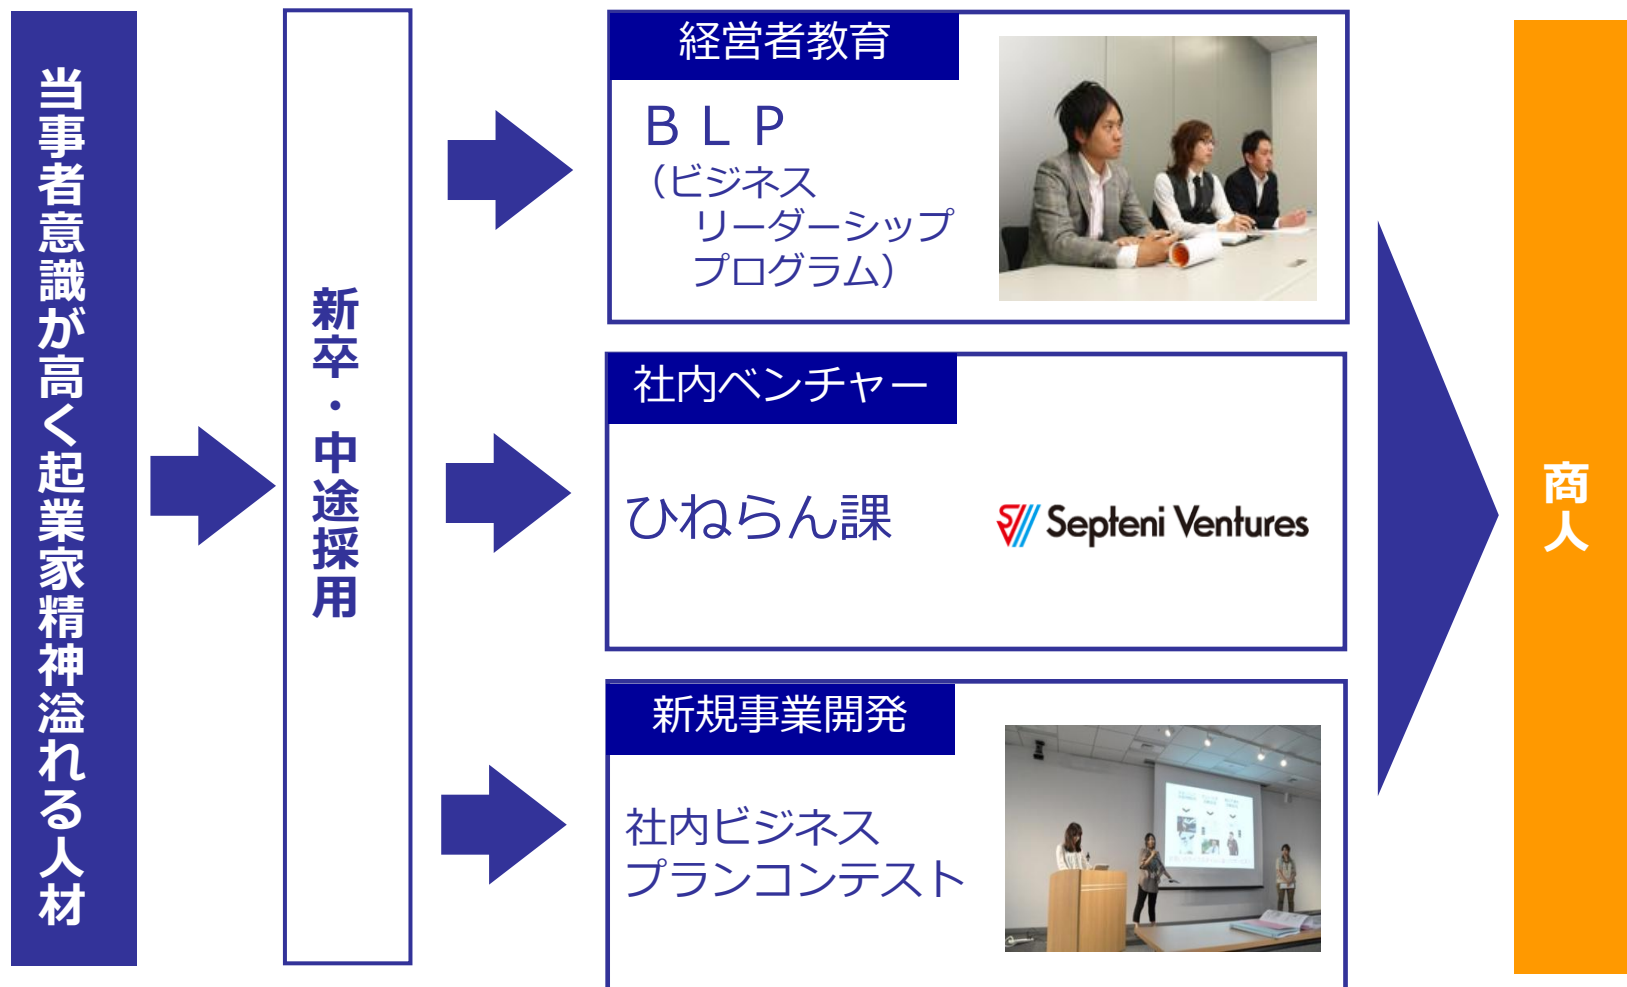 当事者意識が高く起業家精神溢れる人材
新卒・中途採用
経営者教育
ＢＬＰ
（ビジネス
リーダーシップ
プログラム）
社内ベンチャー
ひねらん課
Septeni Ventures
新規事業開発
社内ビジネス
プランコンテスト
商人